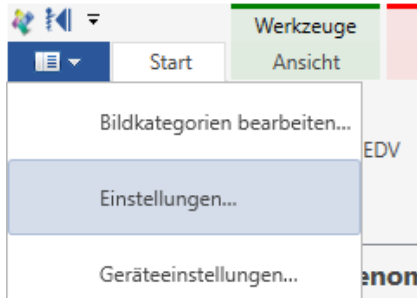 Werkzeuge
Start
Ansicht
Bildkategorien bearbeiten...
EDV
Einstellungen...
Geräteeinstellungen...